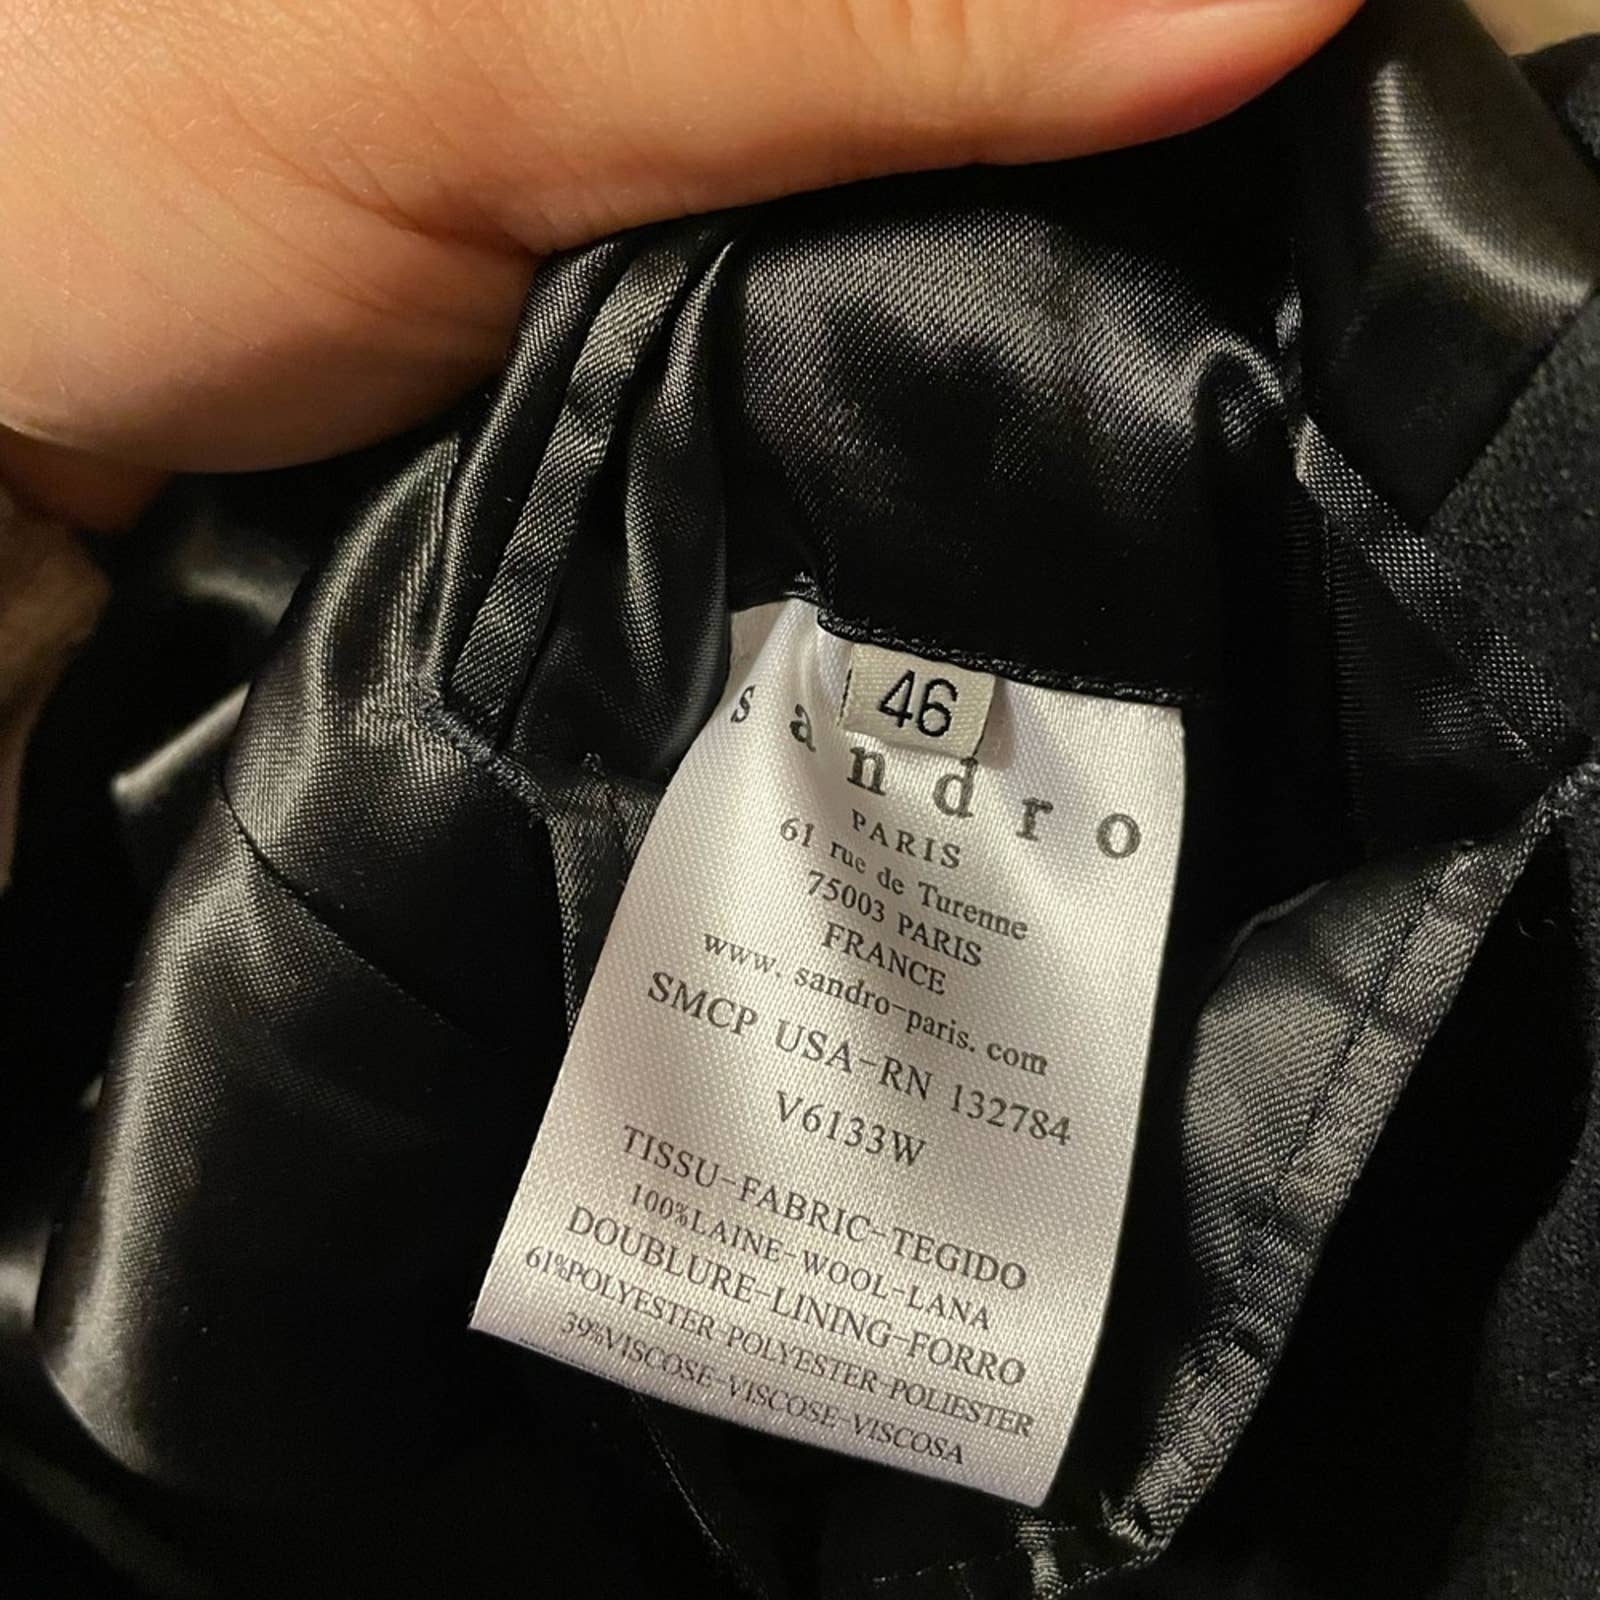 46
sandro
PARIS
61 rue de Turenne
75003 PARIS
FRANCE
www. sandro-paris. com
SMCP USA-RN 132784
V6133W
TISSU-FABRIC-TEGIDO
100%LAINE-WOOL-LANA
DOUBLURE-LINING-FORRO
61%POLYESTER-POLYESTER-POLIESTER
39%VISCOSE-VISCOSE-VISCOSA